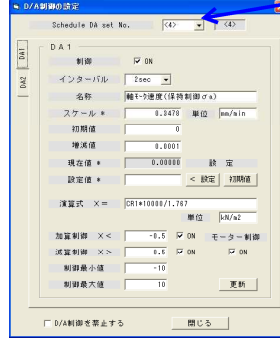 D/A制御の設定
Schedule DA set No. <4> <4>
DA1
DA2
DA1
制御 ON
インターバル 2sec
名称 軸モータ速度(保持制御σa)
スケール * 0.3478 単位 mm/min
初期値 0
増減値 0.0001
現在値 * 0.00000 設 定
設定値 * < 設定 初期値
演算式 X= CR1*10000/1.767
単位 kN/m2
加算制御 X< -0.5 ON モーター制御
減算制御 X> 0.5 ON ON
制御最小値 -10
制御最大値 10 更新
D/A制御を禁止する 閉じる